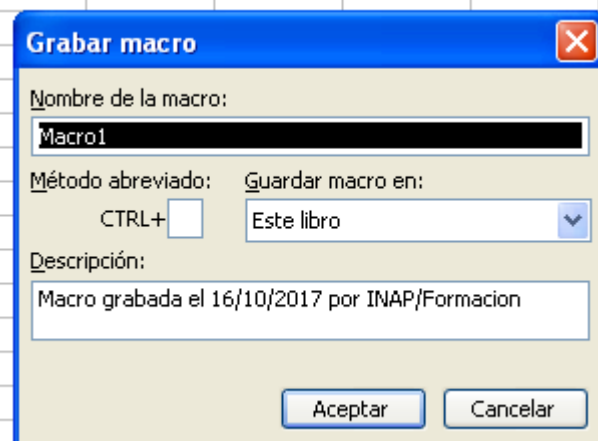 Grabar macro
Nombre de la macro:
Macro1
Método abreviado: Guardar macro en:
CTRL+ Este libro
Descripción:
Macro grabada el 16/10/2017 por INAP/Formacion
Aceptar Cancelar